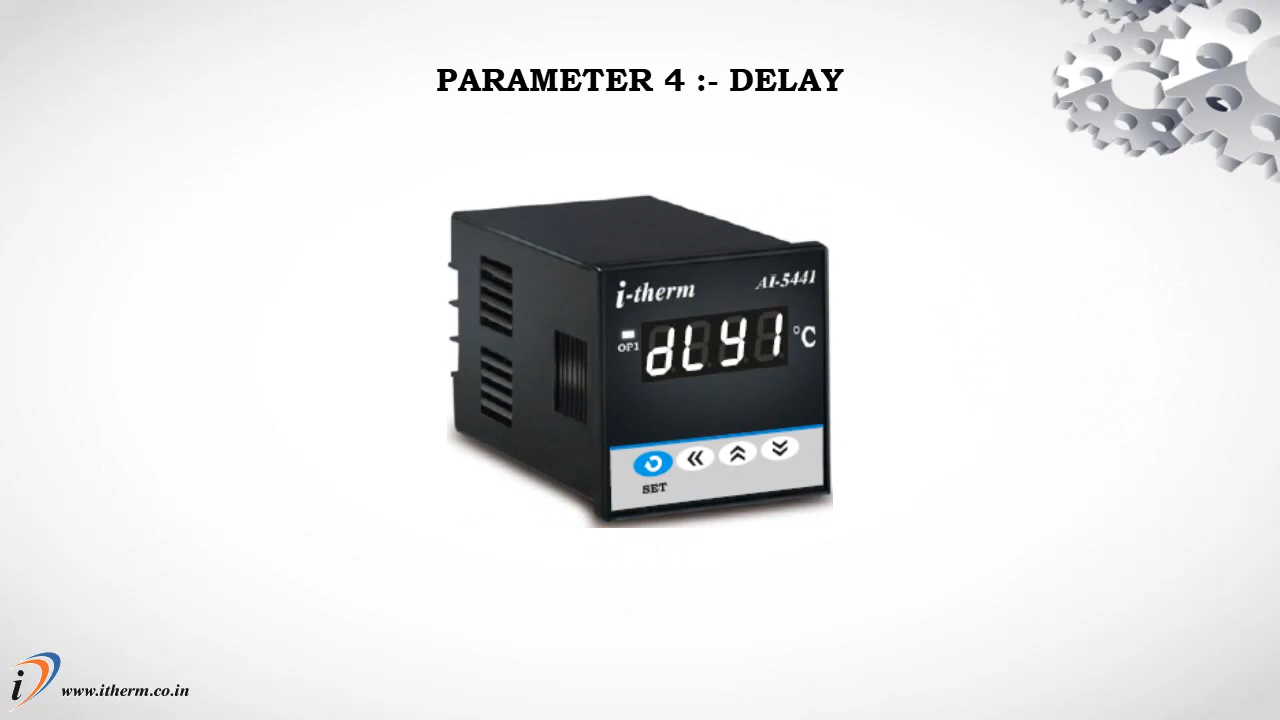 PARAMETER 4 :- DELAY
i-therm
AI-5441
OP1
dLY1
°C
SET
i
www.itherm.co.in